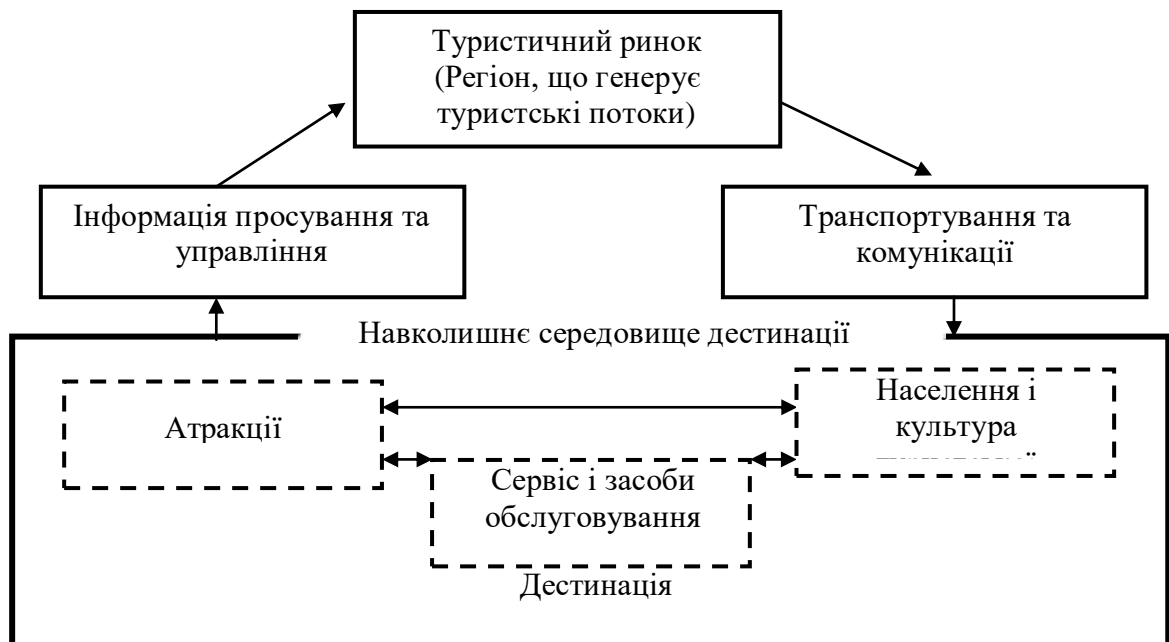 Туристичний ринок
(Регіон, що генерує
туристські потоки)
Інформація просування та
управління
Транспортування та
комунікації
Навколишнє середовище дестинації
Атракції
Населення і
культура
Сервіс і засоби
обслуговування
Дестинація